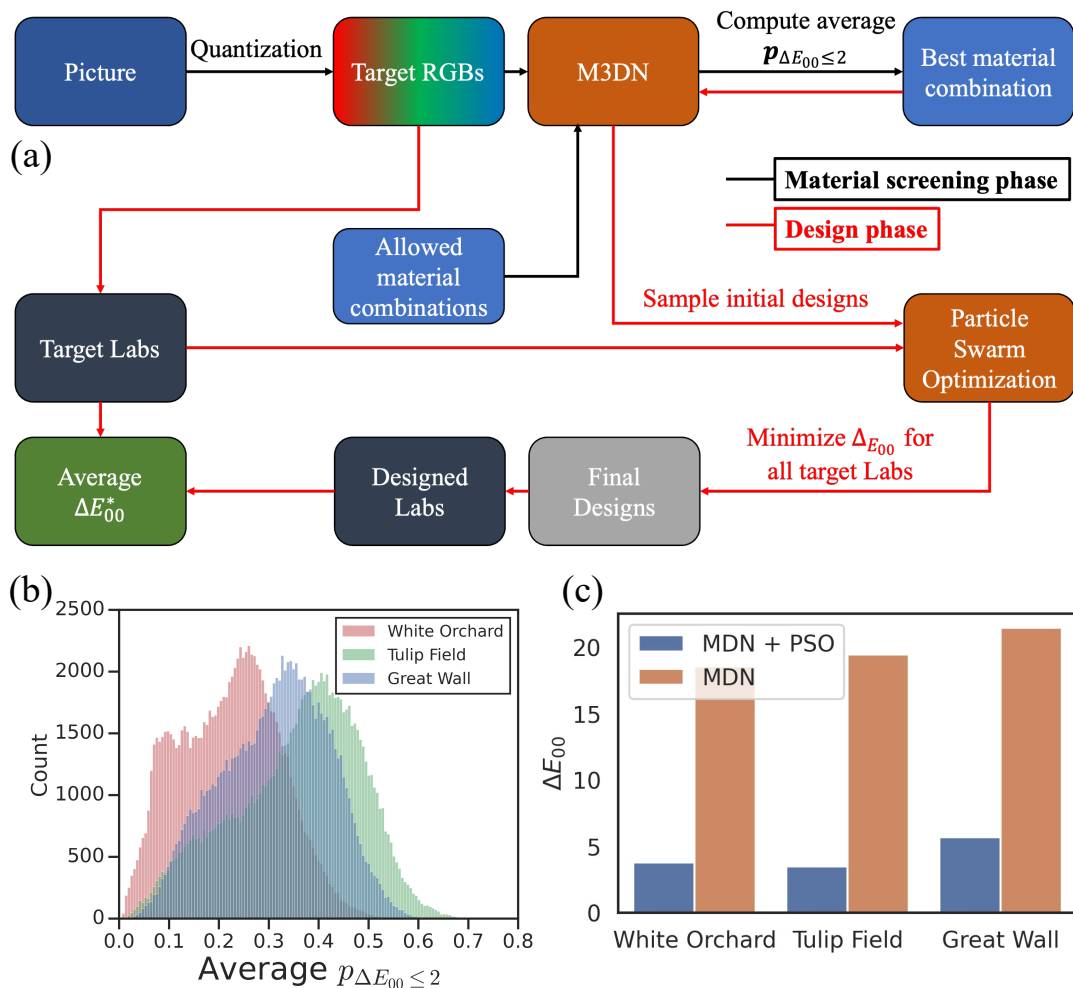 Picture
Quantization
Target RGBs
M3DN
Compute average
p_{ΔE₀₀≤2}
Best material
combination
(a)
Material screening phase
Design phase
Allowed
material
combinations
Sample initial designs
Target Labs
Particle
Swarm
Optimization
Minimize Δ_{E₀₀} for
all target Labs
Average
ΔE*₀₀
Designed
Labs
Final
Designs
(b)
2500
2000
1500
1000
500
0
Count
White Orchard
Tulip Field
Great Wall
0.0 0.1 0.2 0.3 0.4 0.5 0.6 0.7 0.8
Average p_{ΔE₀₀≤2}
(c)
20
15
10
5
0
ΔE₀₀
MDN + PSO
MDN
White Orchard Tulip Field Great Wall